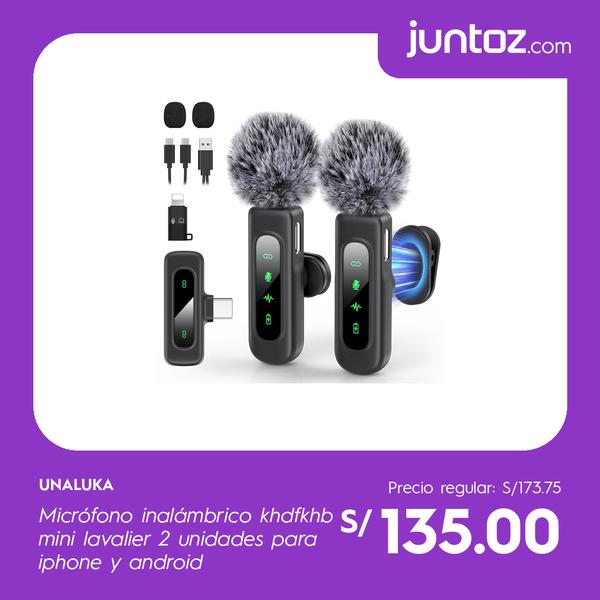 juntoz.com
UNALUKA
Micrófono inalámbrico khdfkhb
mini lavalier 2 unidades para
iphone y android
Precio regular: S/173.75
S/135.00